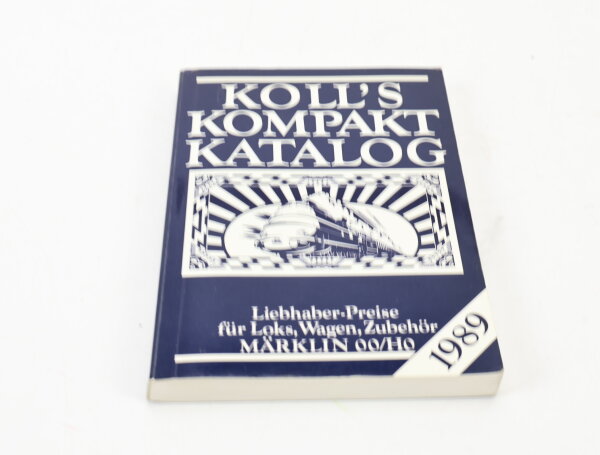 KOLL'S
KOMPAKT
KATALOG
Liebhaber-Preise
für Loks, Wagen, Zubehör
MÄRKLIN 00/H0
1989